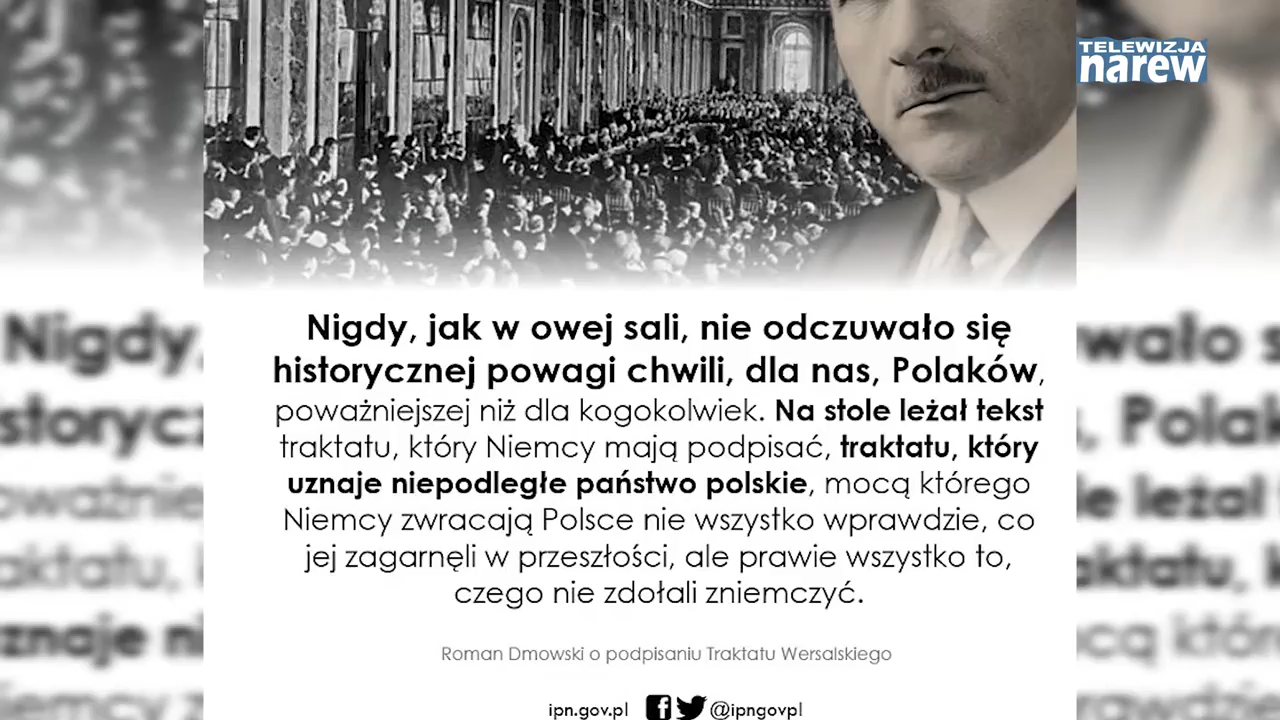 TELEWIZJA
narew
Nigdy, jak w owej sali, nie odczuwało się
historycznej powagi chwili, dla nas, Polaków,
poważniejszej niż dla kogokolwiek. Na stole leżał tekst
traktatu, który Niemcy mają podpisać, traktatu, który
uznaje niepodległe państwo polskie, mocą którego
Niemcy zwracają Polsce nie wszystko wprawdzie, co
jej zagarnęli w przeszłości, ale prawie wszystko to,
czego nie zdołali zniemczyć.
Roman Dmowski o podpisaniu Traktatu Wersalskiego
ipn.gov.pl @ipngovpl